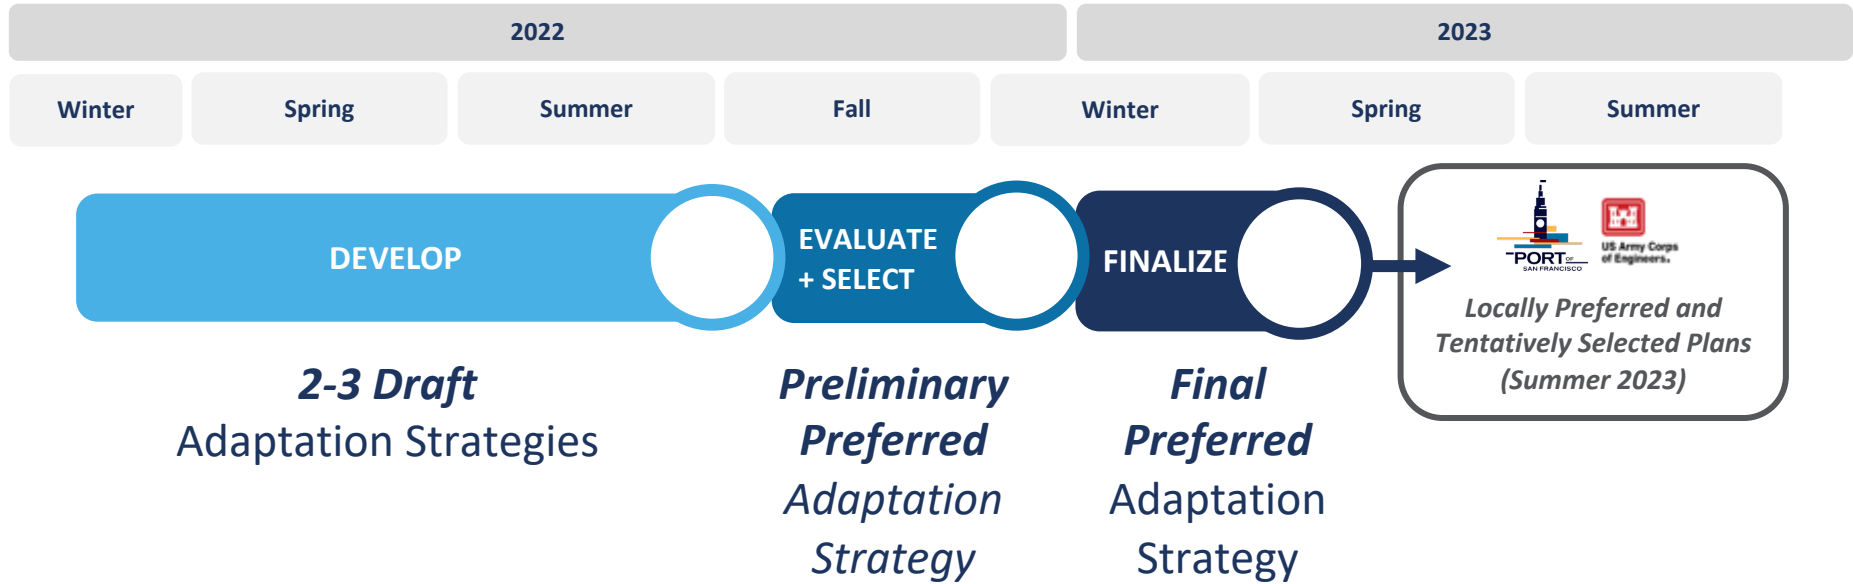 2022
2023
Winter
Spring
Summer
Fall
Winter
Spring
Summer
DEVELOP
EVALUATE
+ SELECT
FINALIZE
PORT OF
SAN FRANCISCO
US Army Corps
of Engineers®
Locally Preferred and
Tentatively Selected Plans
(Summer 2023)
2-3 Draft
Adaptation Strategies
Preliminary
Preferred
Adaptation
Strategy
Final
Preferred
Adaptation
Strategy